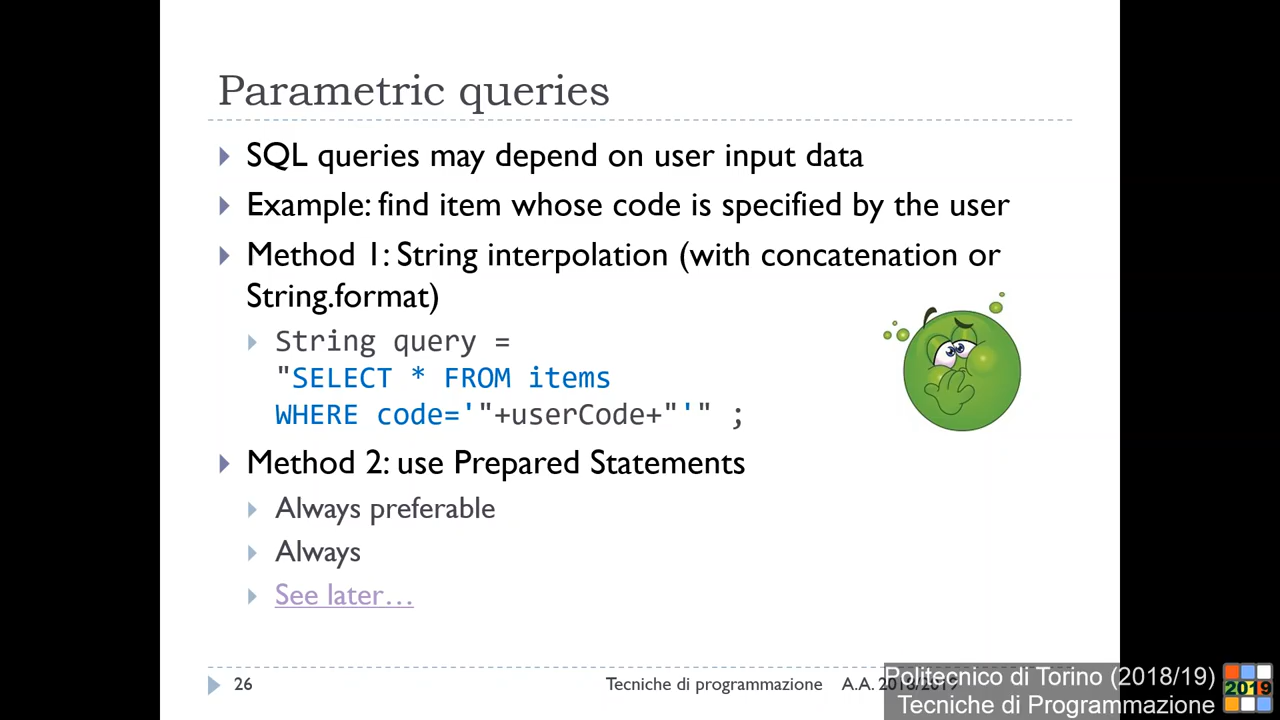 Parametric queries
SQL queries may depend on user input data
Example: find item whose code is specified by the user
Method 1: String interpolation (with concatenation or
String.format)
String query =
"SELECT * FROM items
WHERE code='"+userCode+"'" ;
Method 2: use Prepared Statements
Always preferable
Always
See later…
26
Tecniche di programmazione
A.A. 2018/2019
Politecnico di Torino (2018/19)
Tecniche di Programmazione
2019